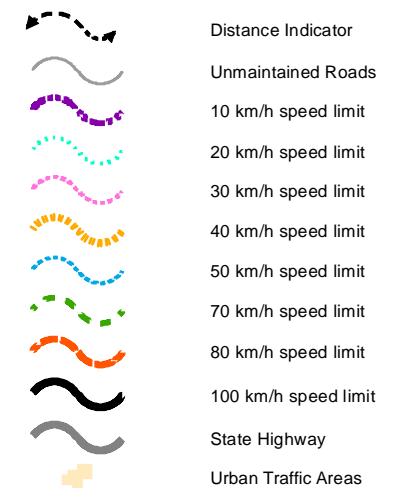 Distance Indicator
Unmaintained Roads
10 km/h speed limit
20 km/h speed limit
30 km/h speed limit
40 km/h speed limit
50 km/h speed limit
70 km/h speed limit
80 km/h speed limit
100 km/h speed limit
State Highway
Urban Traffic Areas